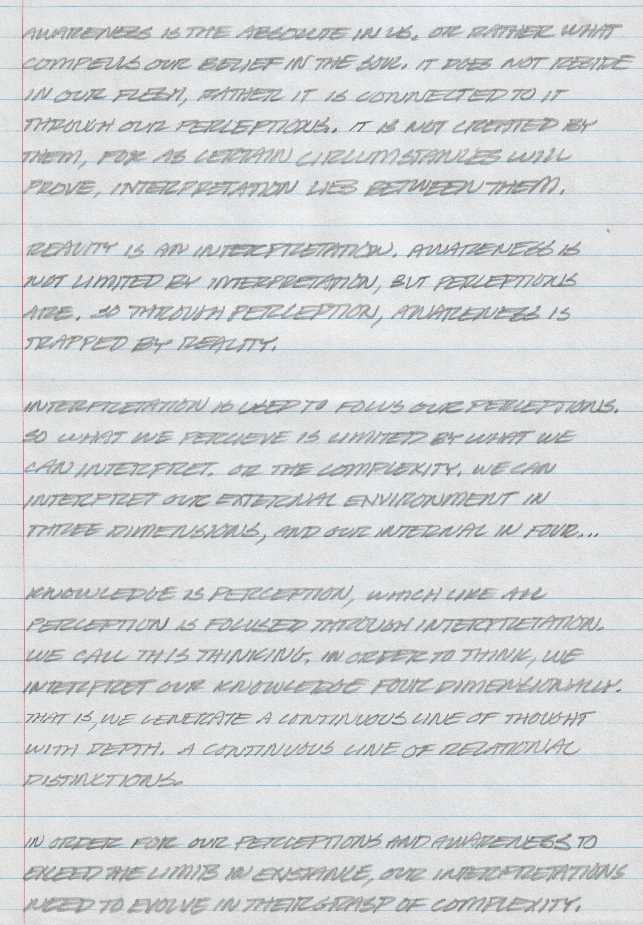 AWARENESS IS THE ABSOLUTE IN US. OR RATHER WHAT
COMPELLS OUR BELIEF IN THE SOUL. IT DOES NOT RESIDE
IN OUR FLESH, RATHER IT IS CONNECTED TO IT
THROUGH OUR PERCEPTIONS. IT IS NOT CREATED BY
THEM, FOR AS CERTAIN CIRCUMSTANCES WILL
PROVE, INTERPRETATION LIES BETWEEN THEM.
REALITY IS AN INTERPRETATION. AWARENESS IS
NOT LIMITED BY INTERPRETATION, BUT PERCEPTIONS
ARE. SO THROUGH PERCEPTION, AWARENESS IS
TRAPPED BY REALITY.
INTERPRETATION IS USED TO FOCUS OUR PERCEPTIONS.
SO WHAT WE PERCIEVE IS LIMITED BY WHAT WE
CAN INTERPRET. OR THE COMPLEXITY. WE CAN
INTERPRET OUR EXTERNAL ENVIRONMENT IN
THREE DIMENSIONS, AND OUR INTERNAL IN FOUR...
KNOWLEDGE IS PERCEPTION, WHICH LIKE ALL
PERCEPTION IS FOCUSED THROUGH INTERPRETATION.
WE CALL THIS THINKING. IN ORDER TO THINK, WE
INTERPRET OUR KNOWLEDGE FOUR DIMENSIONALLY.
THAT IS, WE GENERATE A CONTINUOUS LINE OF THOUGHT
WITH DEPTH. A CONTINUOUS LINE OF RELATIONAL
DISTINCTIONS.
IN ORDER FOR OUR PERCEPTIONS AND AWARENESS TO
EXCEED THE LIMITS IN EXISTANCE, OUR INTERPRETATIONS
NEED TO EVOLVE IN THEIR GRASP OF COMPLEXITY.